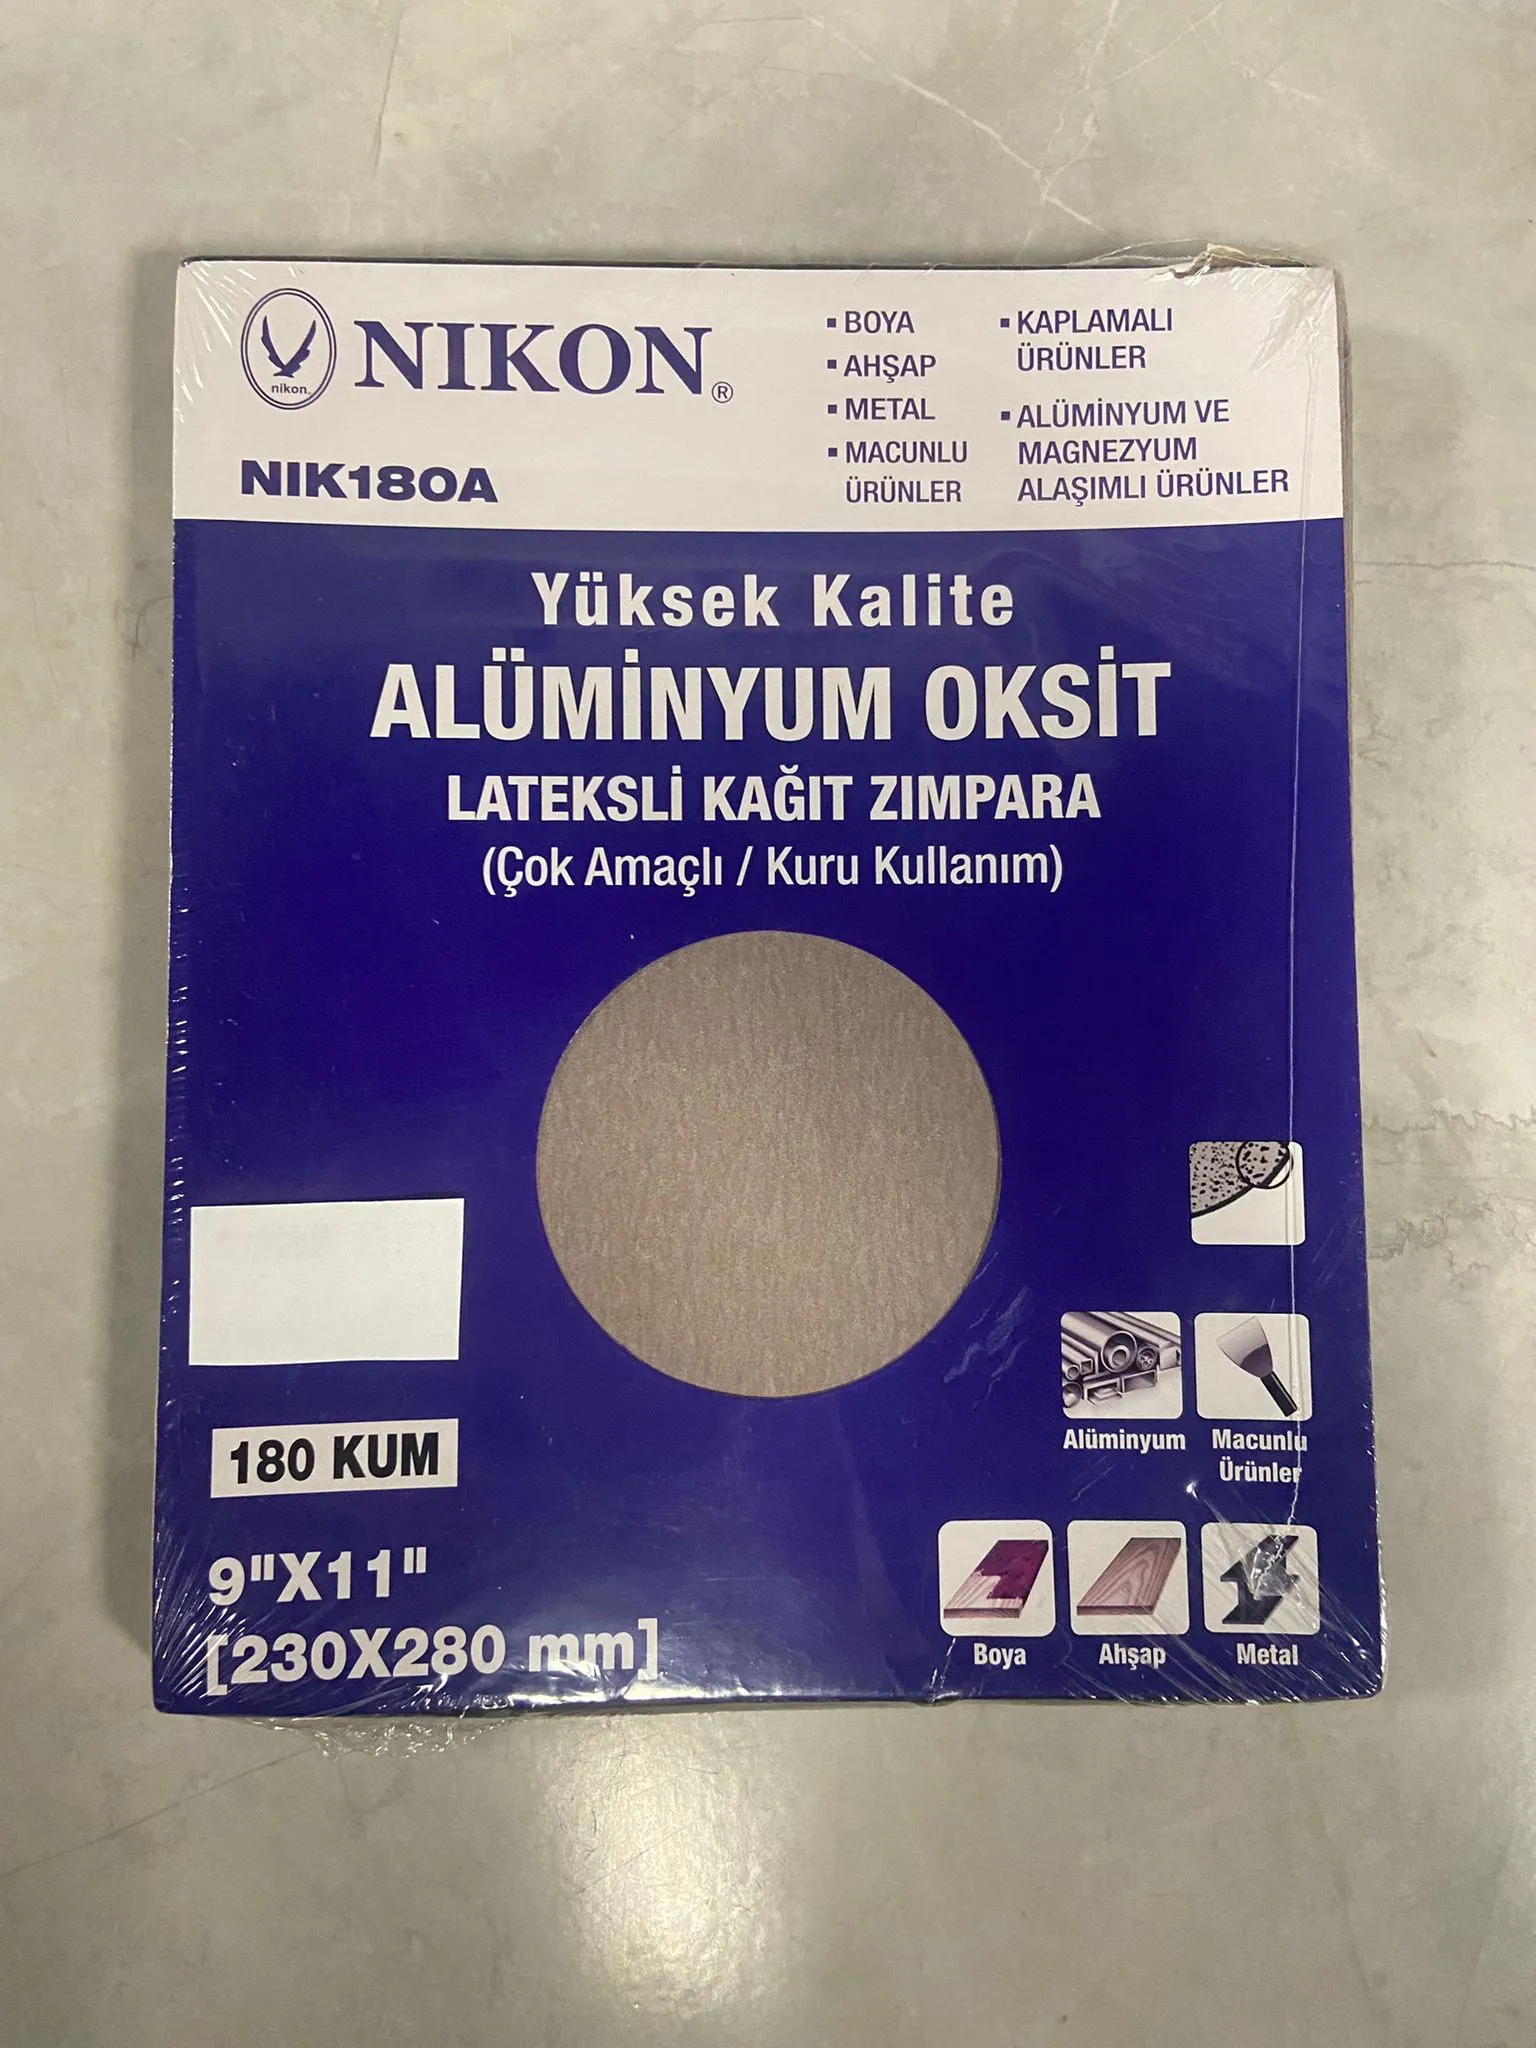 nikon
NIKON®
NIK180A
▪ BOYA
▪ AHŞAP
▪ METAL
▪ MACUNLU
ÜRÜNLER
▪ KAPLAMALI
ÜRÜNLER
▪ ALÜMİNYUM VE
MAGNEZYUM
ALAŞIMLI ÜRÜNLER
Yüksek Kalite
ALÜMİNYUM OKSİT
LATEKSLİ KAĞIT ZIMPARA
(Çok Amaçlı / Kuru Kullanım)
180 KUM
9"X11"
[230X280 mm]
Alüminyum
Macunlu
Ürünler
Boya
Ahşap
Metal